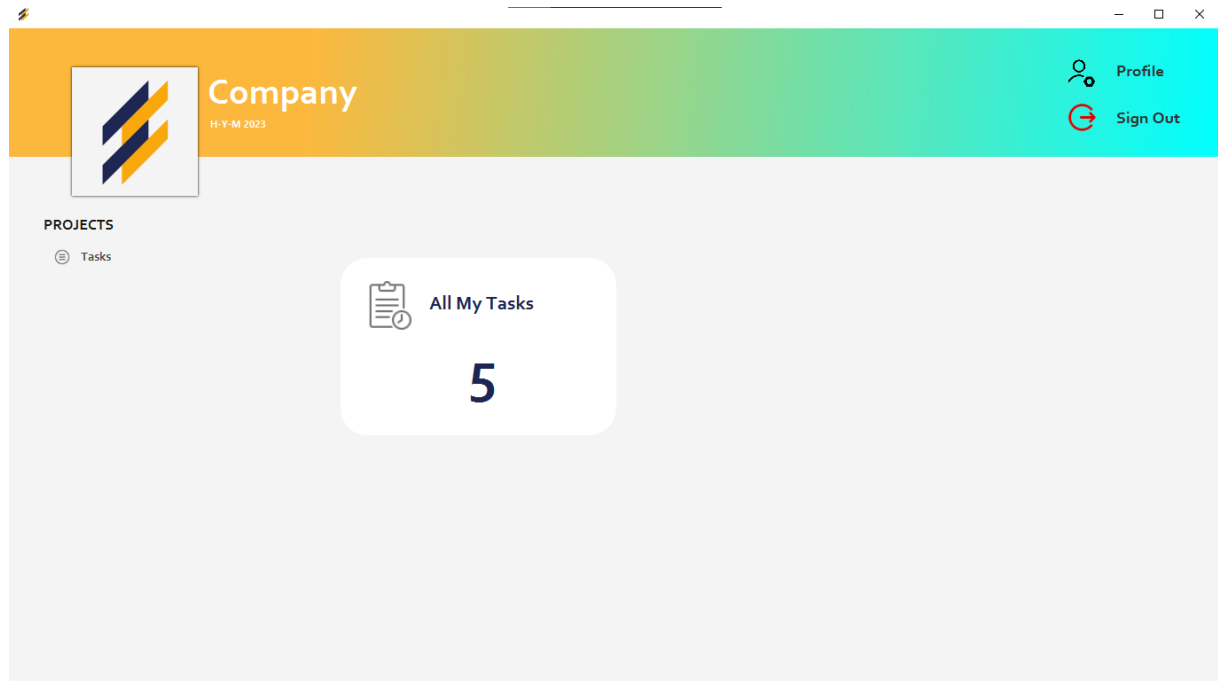 Company
H-Y-M 2023
Profile
Sign Out
PROJECTS
Tasks
All My Tasks
5